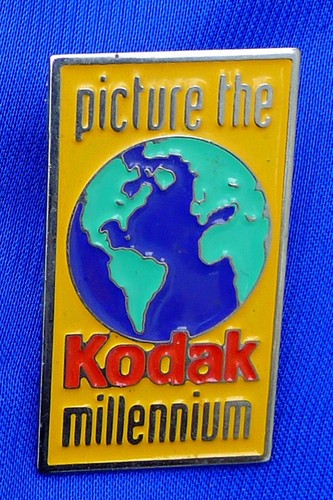 picture the
Kodak
millennium